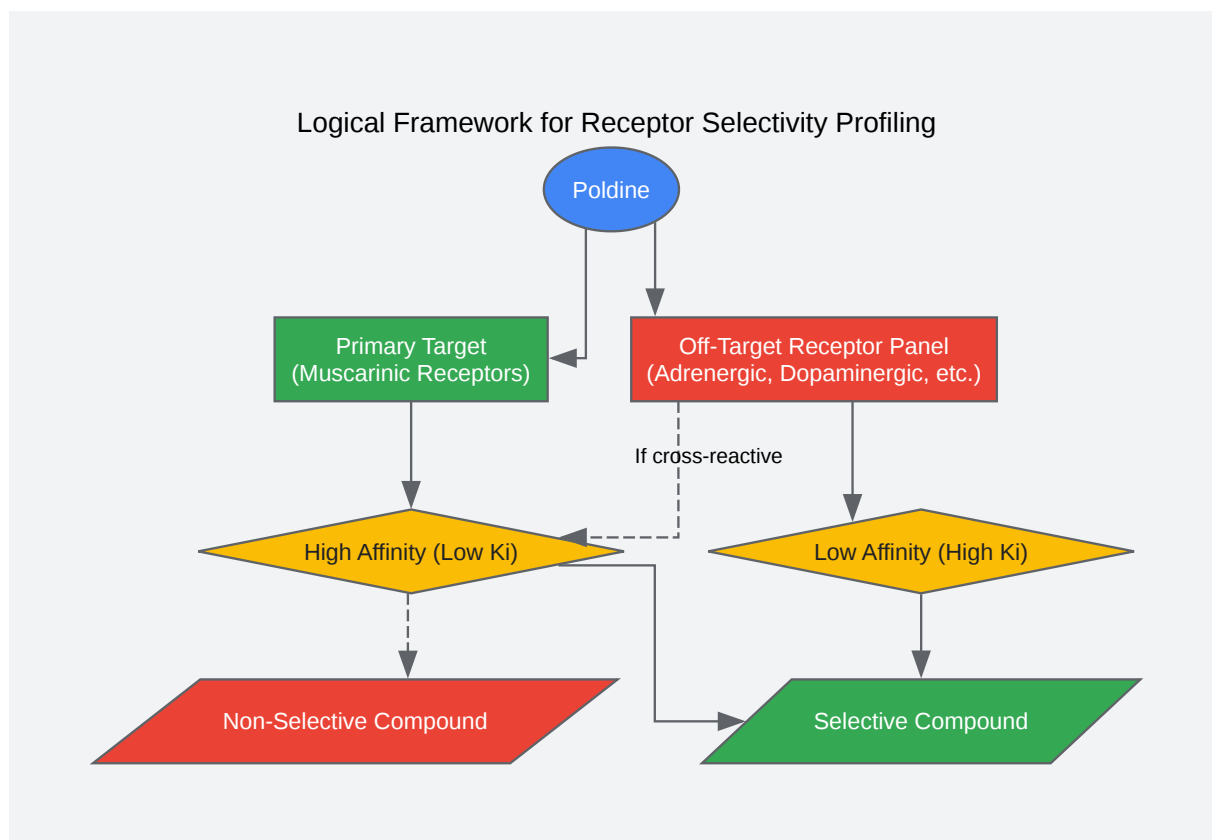 Logical Framework for Receptor Selectivity Profiling
Poldine
Primary Target
(Muscarinic Receptors)
Off-Target Receptor Panel
(Adrenergic, Dopaminergic, etc.)
If cross-reactive
High Affinity (Low Ki)
Low Affinity (High Ki)
Non-Selective Compound
Selective Compound